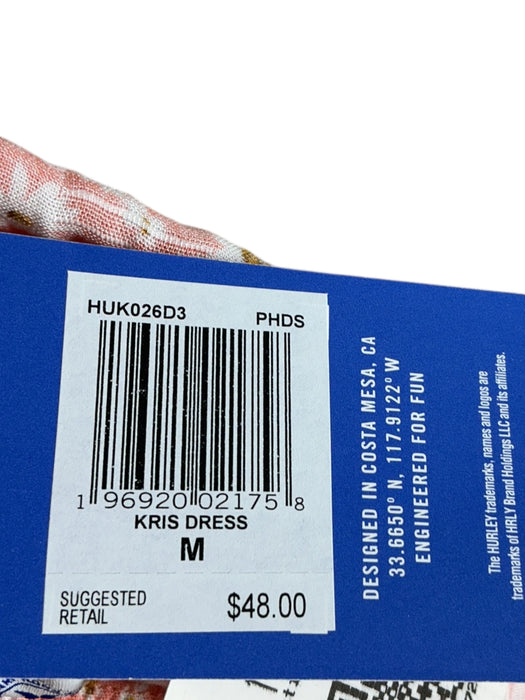 HUK026D3 PHDS
1 96920 02175 8
KRIS DRESS
M
SUGGESTED
RETAIL
$48.00
DESIGNED IN COSTA MESA, CA
33.6650° N, 117.9122° W
ENGINEERED FOR FUN
The HURLEY trademarks, names and logos are
trademarks of HRLY Brand Holdings LLC and its affiliates.